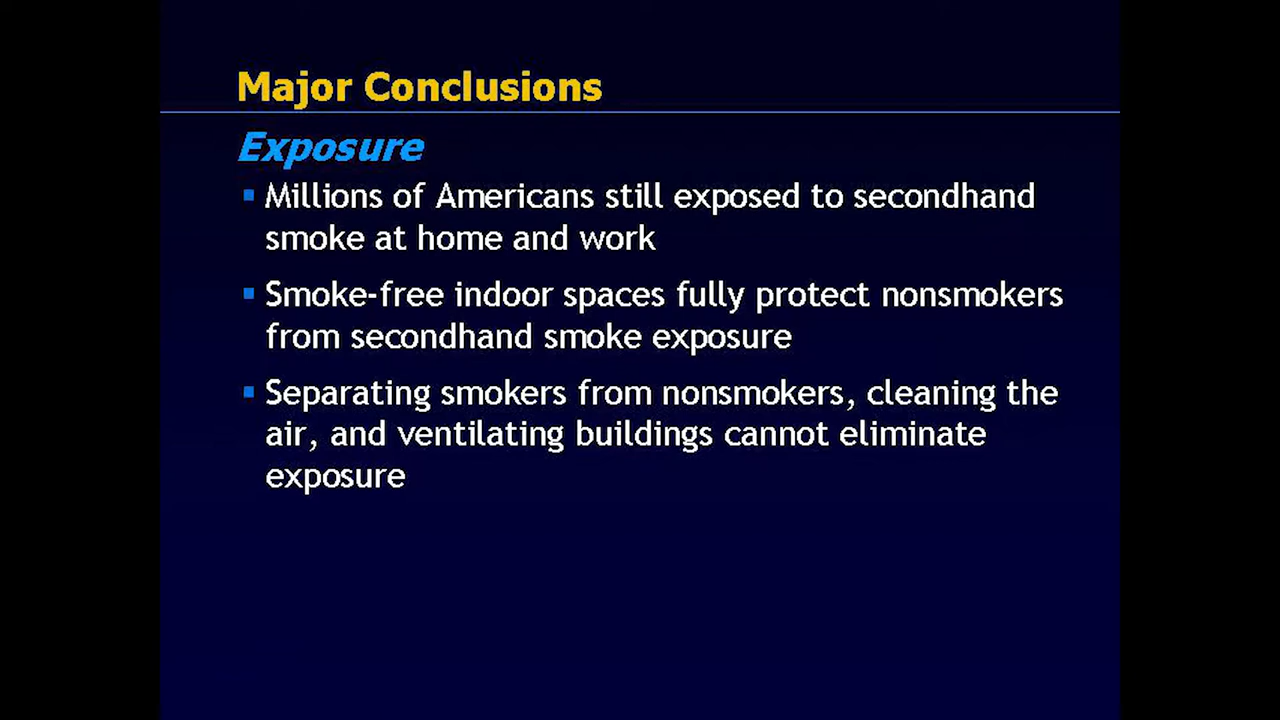 Major Conclusions
Exposure
▪ Millions of Americans still exposed to secondhand
smoke at home and work
▪ Smoke-free indoor spaces fully protect nonsmokers
from secondhand smoke exposure
▪ Separating smokers from nonsmokers, cleaning the
air, and ventilating buildings cannot eliminate
exposure